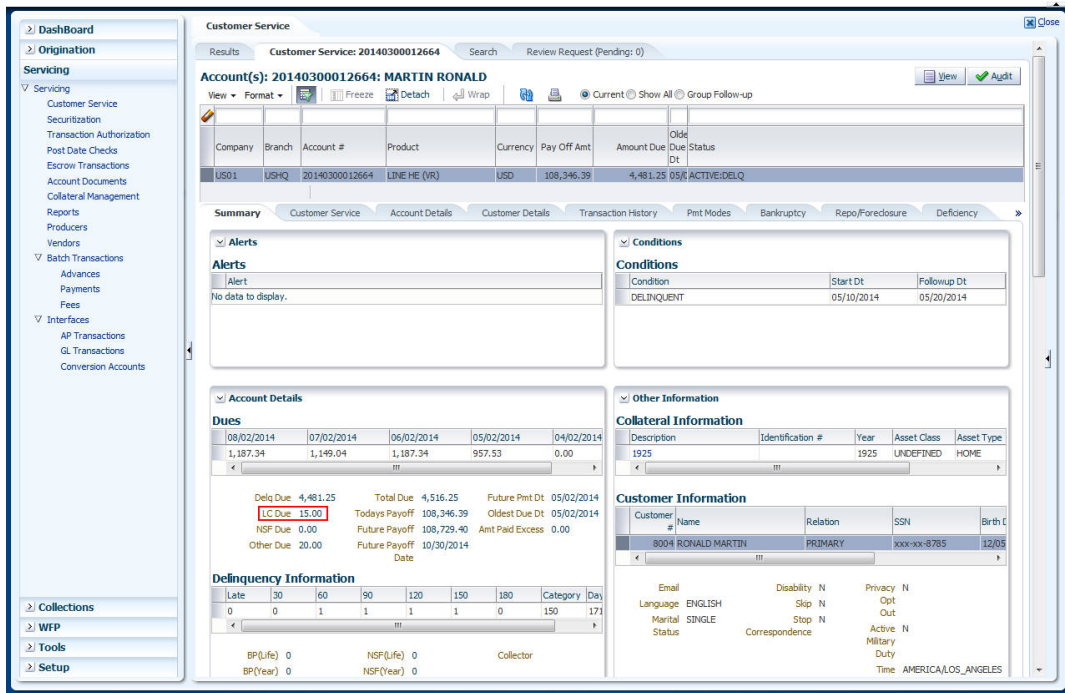 Close
DashBoard
Origination
Servicing
Servicing
Customer Service
Securitization
Transaction Authorization
Post Date Checks
Escrow Transactions
Account Documents
Collateral Management
Reports
Producers
Vendors
Batch Transactions
Advances
Payments
Fees
Interfaces
AP Transactions
GL Transactions
Conversion Accounts
Collections
WFP
Tools
Setup
Customer Service
Results Customer Service: 20140300012664 Search Review Request (Pending: 0)
Account(s): 20140300012664: MARTIN RONALD
View Audit
View Format Freeze Detach Wrap Current Show All Group Follow-up
Company Branch Account # Product Currency Pay Off Amt Amount Due Olde Due Dt Status
US01 USHQ 20140300012664 LINE HE (VR) USD 108,346.39 4,481.25 05/0 ACTIVE:DELQ
Summary Customer Service Account Details Customer Details Transaction History Pmt Modes Bankruptcy Repo/Foreclosure Deficiency »
Alerts
Alerts
Alert
No data to display.
Conditions
Conditions
Condition Start Dt Followup Dt
DELINQUENT 05/10/2014 05/20/2014
Account Details
Dues
08/02/2014 07/02/2014 06/02/2014 05/02/2014 04/02/2014
1,187.34 1,149.04 1,187.34 957.53 0.00
Delq Due 4,481.25 Total Due 4,516.25 Future Pmt Dt 05/02/2014
LC Due 15.00 Todays Payoff 108,346.39 Oldest Due Dt 05/02/2014
NSF Due 0.00 Future Payoff 108,729.40 Amt Paid Excess 0.00
Other Due 20.00 Future Payoff 10/30/2014
Date
Delinquency Information
Late 30 60 90 120 150 180 Category Day
0 0 1 1 1 1 0 150 171
BP(Life) 0 NSF(Life) 0 Collector
BP(Year) 0 NSF(Year) 0
Other Information
Collateral Information
Description Identification # Year Asset Class Asset Type
1925 1925 UNDEFINED HOME
Customer Information
Customer # Name Relation SSN Birth D
8004 RONALD MARTIN PRIMARY xxx-xx-8785 12/05
Email Disability N Privacy N
Opt
Out
Language ENGLISH Skip N
Marital SINGLE Stop N
Status Correspondence
Active N
Military
Duty
Time AMERICA/LOS_ANGELES